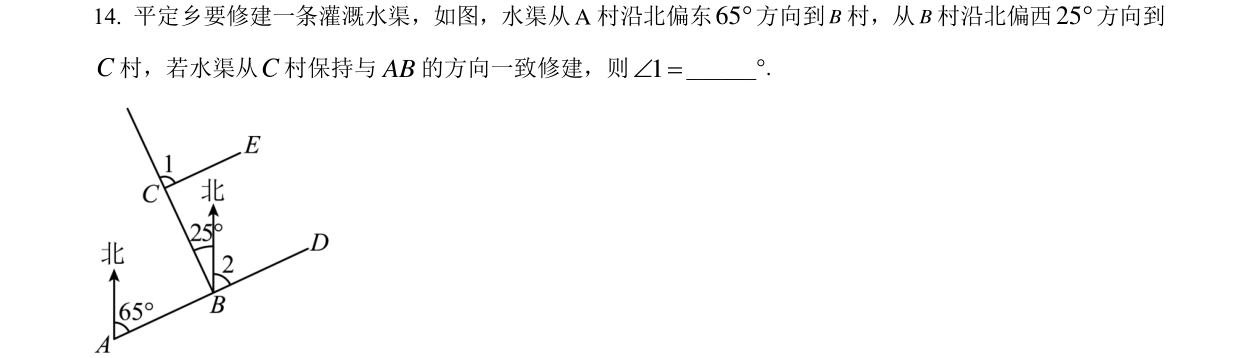 14. 平定乡要修建一条灌溉水渠，如图，水渠从A村沿北偏东65°方向到B村，从B村沿北偏西25°方向到
C村，若水渠从C村保持与AB的方向一致修建，则∠1=______°.
E
1
C
北
25°
D
北
2
65°
B
A